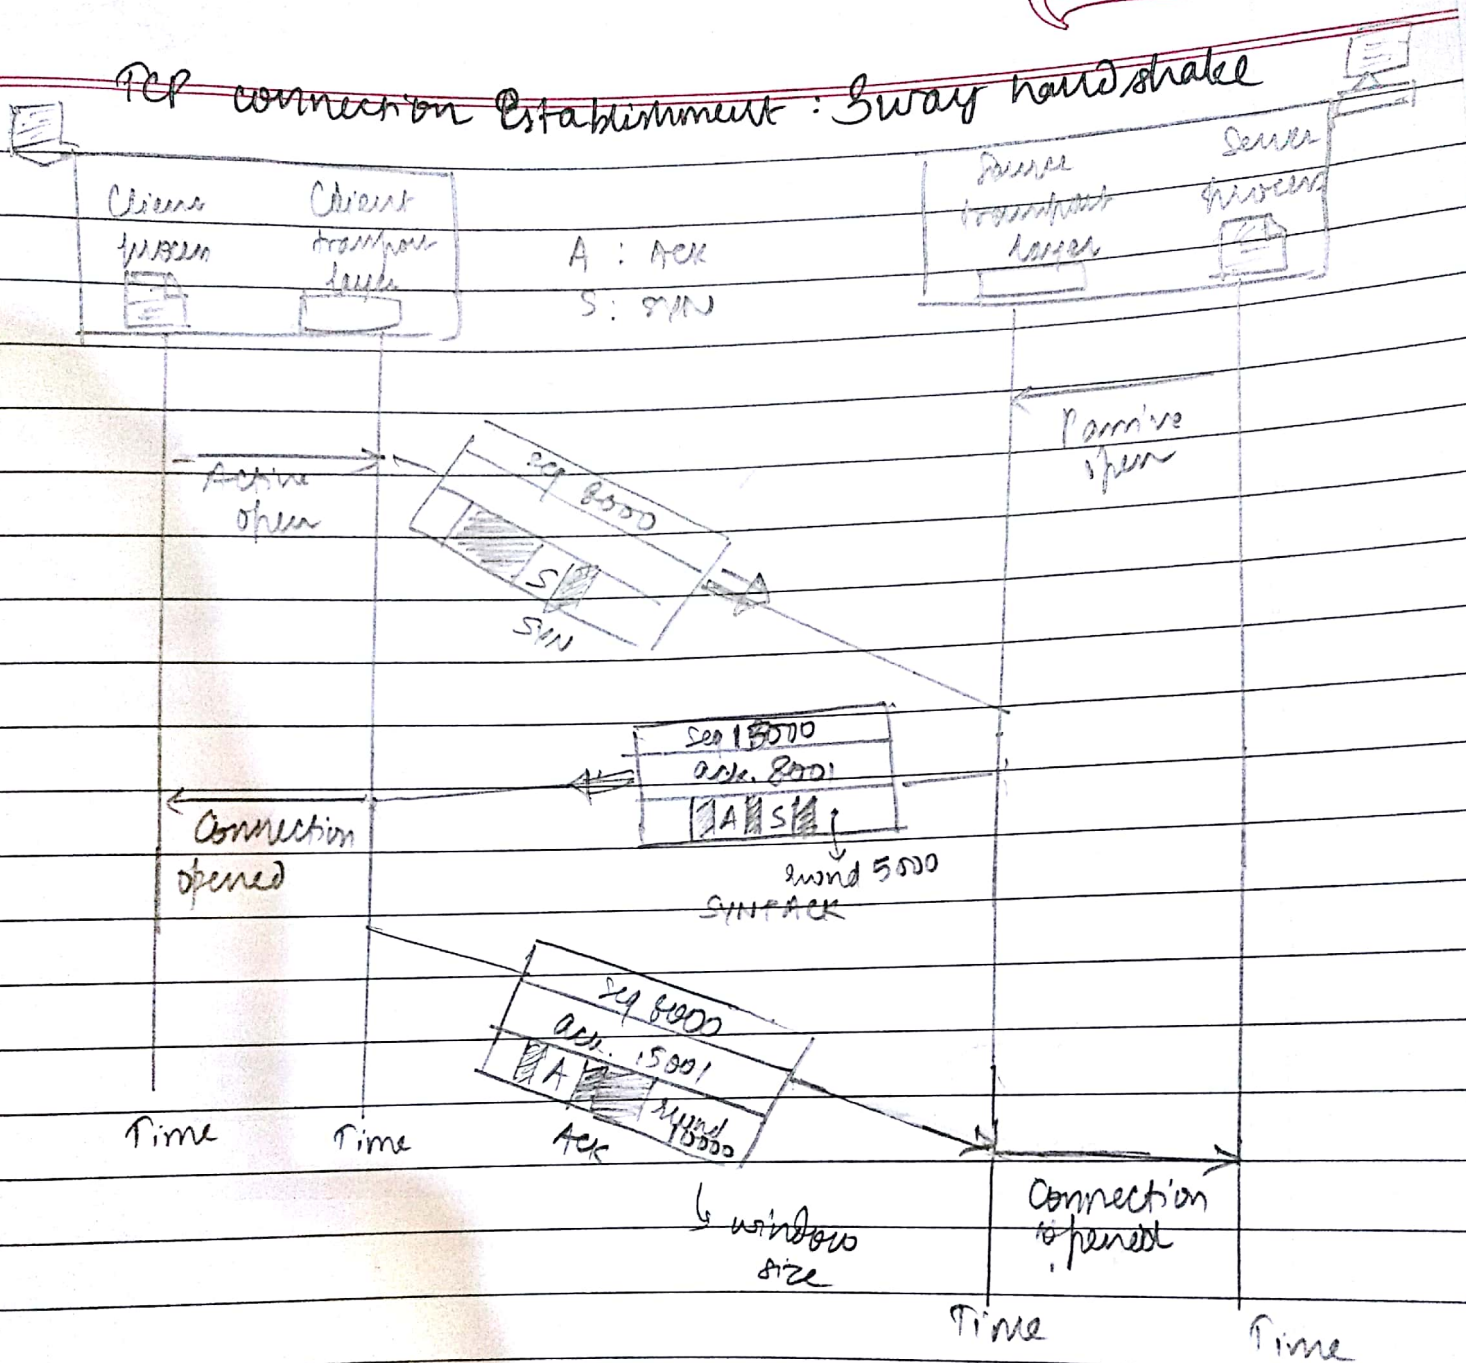 TCP connection Establishment : 3way handshake
Client process
Client transport layer
A : ACK
S : SYN
transport layer
Server process
Passive open
Active open
seq 8000
S
SYN
seq 15000
ack. 8001
A S
rwnd 5000
SYN+ACK
Connection opened
seq 8000
ack. 15001
A
rwnd 10000
ACK
window size
Connection opened
Time
Time
Time
Time